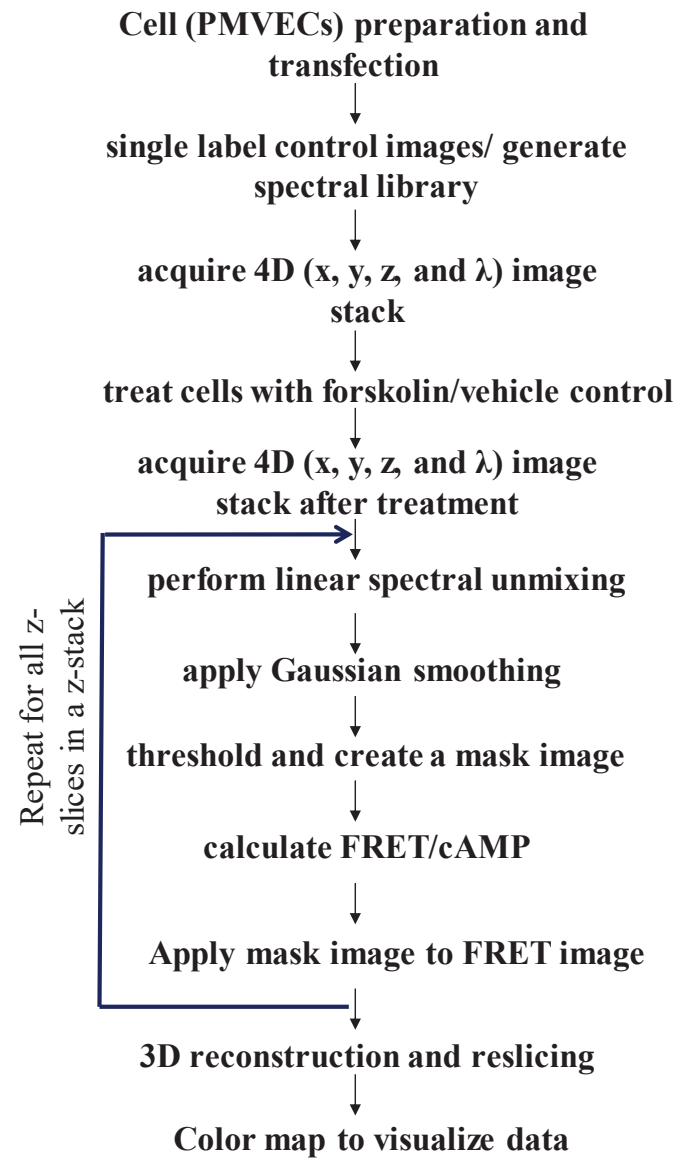 Cell (PMVECs) preparation and
transfection
single label control images/ generate
spectral library
acquire 4D (x, y, z, and λ) image
stack
treat cells with forskolin/vehicle control
acquire 4D (x, y, z, and λ) image
stack after treatment
perform linear spectral unmixing
apply Gaussian smoothing
threshold and create a mask image
calculate FRET/cAMP
Apply mask image to FRET image
Repeat for all z-
slices in a z-stack
3D reconstruction and reslicing
Color map to visualize data